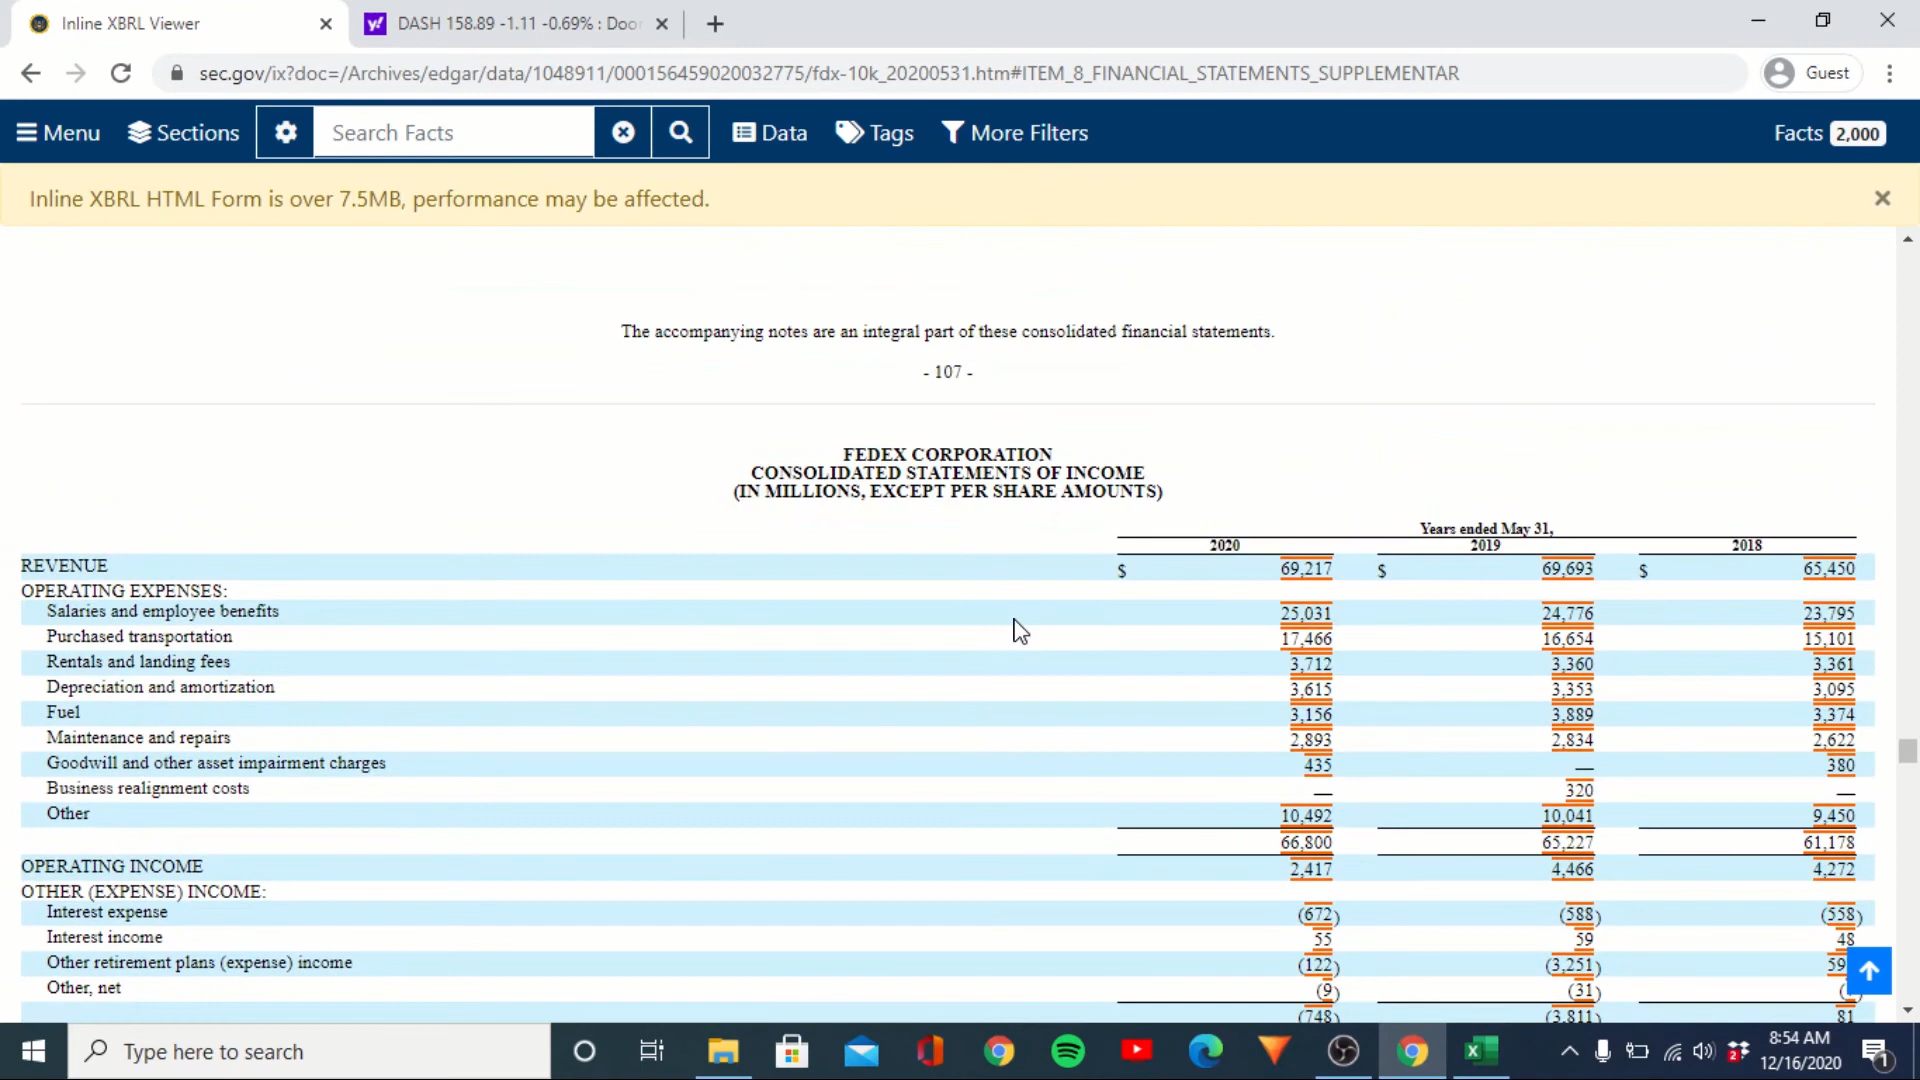 Inline XBRL Viewer
DASH 158.89 -1.11 -0.69% : Doo
sec.gov/ix?doc=/Archives/edgar/data/1048911/000156459020032775/fdx-10k_20200531.htm#ITEM_8_FINANCIAL_STATEMENTS_SUPPLEMENTAR
Guest
Menu Sections Search Facts Data Tags More Filters Facts 2,000
Inline XBRL HTML Form is over 7.5MB, performance may be affected.
The accompanying notes are an integral part of these consolidated financial statements.
- 107 -
FEDEX CORPORATION
CONSOLIDATED STATEMENTS OF INCOME
(IN MILLIONS, EXCEPT PER SHARE AMOUNTS)
Years ended May 31,
2020 2019 2018
REVENUE $ 69,217 $ 69,693 $ 65,450
OPERATING EXPENSES:
Salaries and employee benefits 25,031 24,776 23,795
Purchased transportation 17,466 16,654 15,101
Rentals and landing fees 3,712 3,360 3,361
Depreciation and amortization 3,615 3,353 3,095
Fuel 3,156 3,889 3,374
Maintenance and repairs 2,893 2,834 2,622
Goodwill and other asset impairment charges 435 — 380
Business realignment costs — 320 —
Other 10,492 10,041 9,450
66,800 65,227 61,178
OPERATING INCOME 2,417 4,466 4,272
OTHER (EXPENSE) INCOME:
Interest expense (672) (588) (558)
Interest income 55 59 48
Other retirement plans (expense) income (122) (3,251) 59
Other, net (9) (31) (
(748) (3,811) 81
Type here to search
8:54 AM
12/16/2020